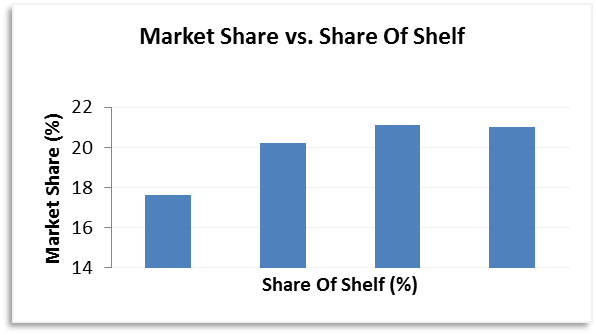 Market Share vs. Share Of Shelf
Market Share (%)
22
20
18
16
14
Share Of Shelf (%)